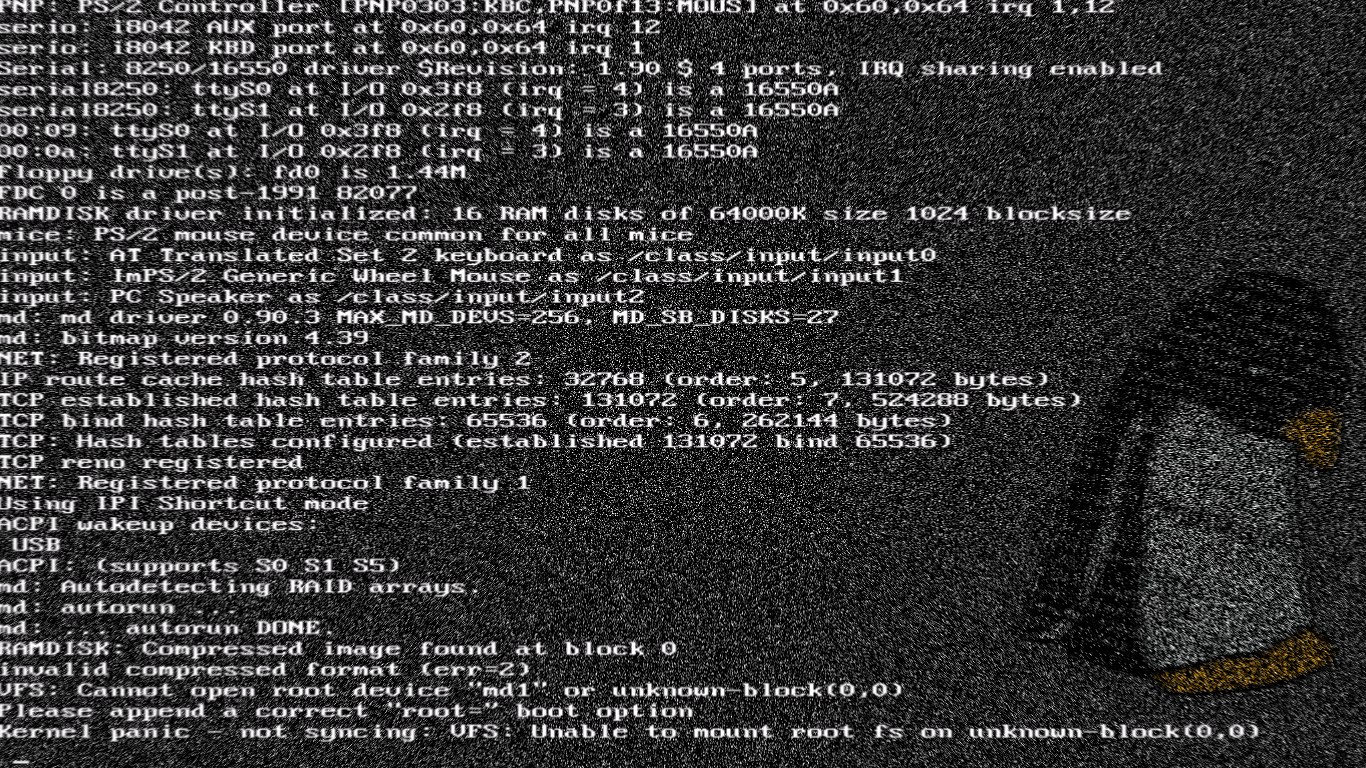 PNP: PS/2 Controller [PNP0303:KBC,PNP0f13:MOUS] at 0x60,0x64 irq 1,12
serio: i8042 AUX port at 0x60,0x64 irq 12
serio: i8042 KBD port at 0x60,0x64 irq 1
Serial: 8250/16550 driver $Revision: 1.90 $ 4 ports, IRQ sharing enabled
serial8250: ttyS0 at I/O 0x3f8 (irq = 4) is a 16550A
serial8250: ttyS1 at I/O 0x2f8 (irq = 3) is a 16550A
00:09: ttyS0 at I/O 0x3f8 (irq = 4) is a 16550A
00:0a: ttyS1 at I/O 0x2f8 (irq = 3) is a 16550A
Floppy drive(s): fd0 is 1.44M
FDC 0 is a post-1991 82077
RAMDISK driver initialized: 16 RAM disks of 64000K size 1024 blocksize
mice: PS/2 mouse device common for all mice
input: AT Translated Set 2 keyboard as /class/input/input0
input: ImPS/2 Generic Wheel Mouse as /class/input/input1
input: PC Speaker as /class/input/input2
md: md driver 0.90.3 MAX_MD_DEVS=256, MD_SB_DISKS=27
md: bitmap version 4.39
NET: Registered protocol family 2
IP route cache hash table entries: 32768 (order: 5, 131072 bytes)
TCP established hash table entries: 131072 (order: 7, 524288 bytes)
TCP bind hash table entries: 65536 (order: 6, 262144 bytes)
TCP: Hash tables configured (established 131072 bind 65536)
TCP reno registered
NET: Registered protocol family 1
Using IPI Shortcut mode
ACPI wakeup devices:
USB
ACPI: (supports S0 S1 S5)
md: Autodetecting RAID arrays.
md: autorun ...
md: ... autorun DONE.
RAMDISK: Compressed image found at block 0
invalid compressed format (err=2)
VFS: Cannot open root device "md1" or unknown-block(0,0)
Please append a correct "root=" boot option
Kernel panic - not syncing: VFS: Unable to mount root fs on unknown-block(0,0)
_